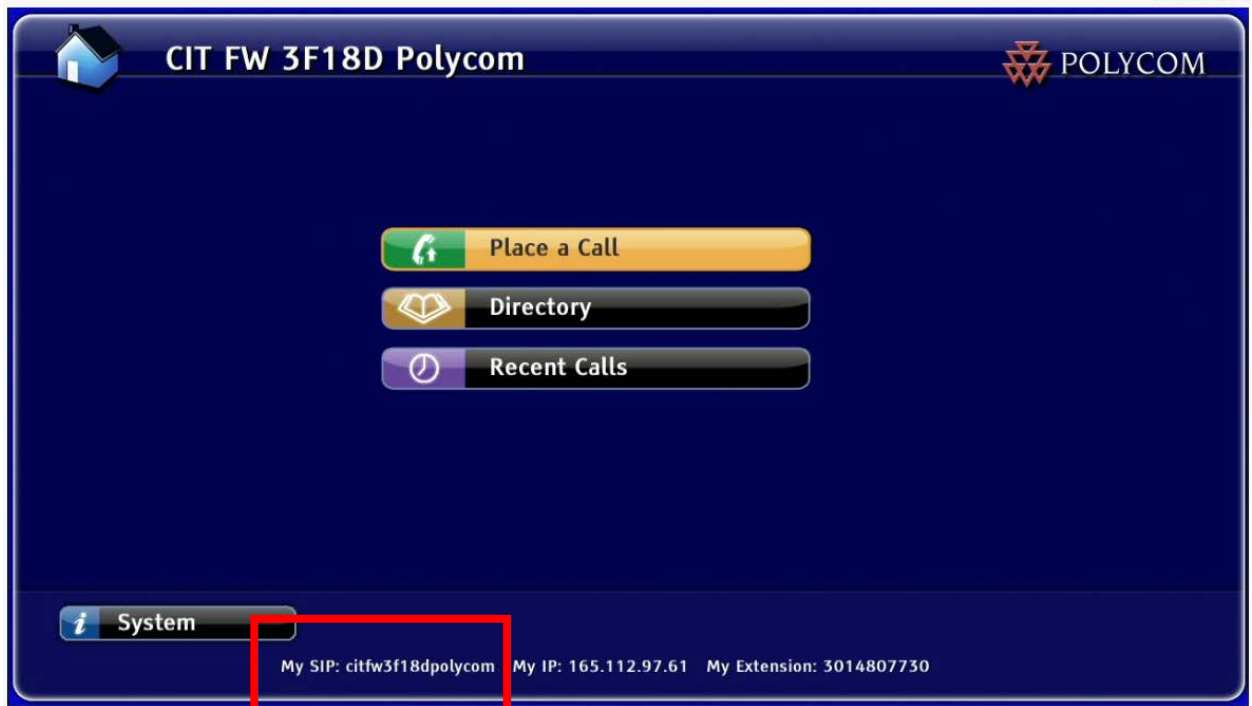 CIT FW 3F18D Polycom
POLYCOM
Place a Call
Directory
Recent Calls
i System
My SIP: citfw3f18dpolycom My IP: 165.112.97.61 My Extension: 3014807730